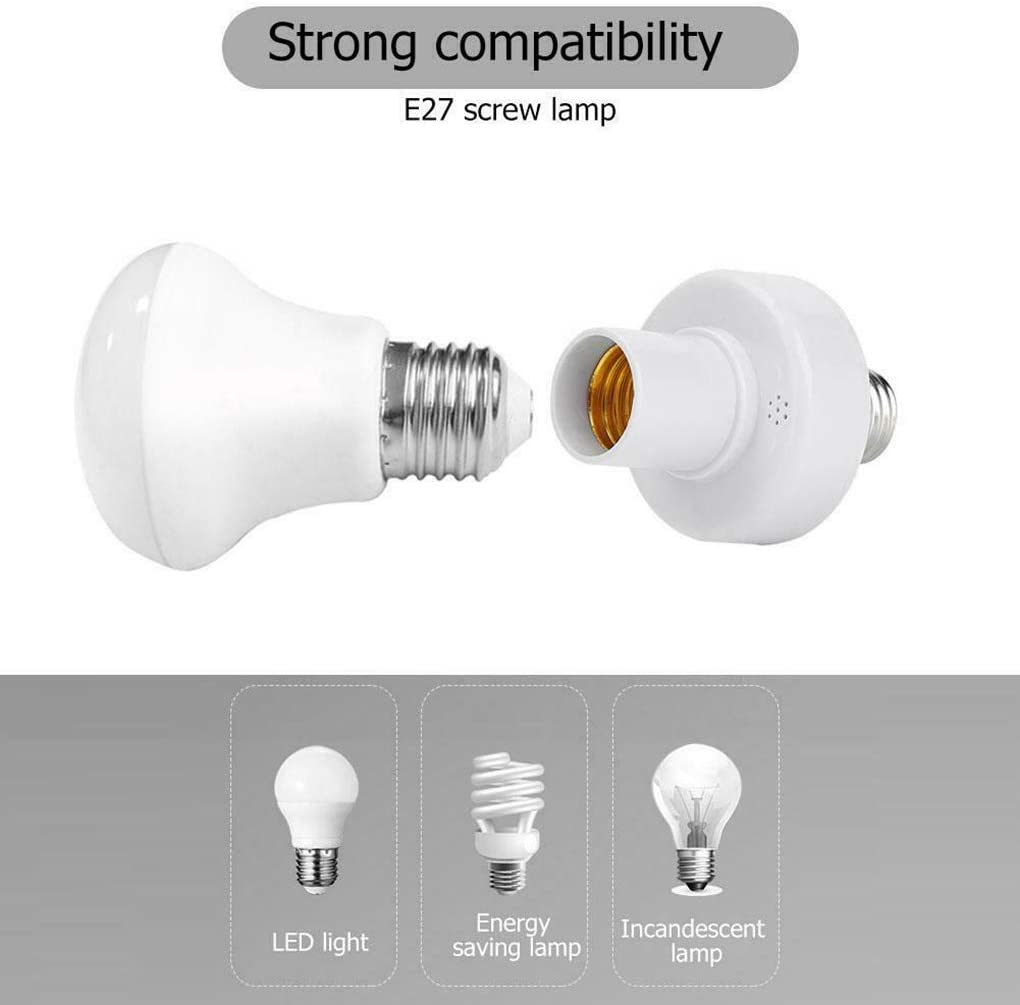 Strong compatibility
E27 screw lamp
LED light
Energy
saving lamp
Incandescent
lamp